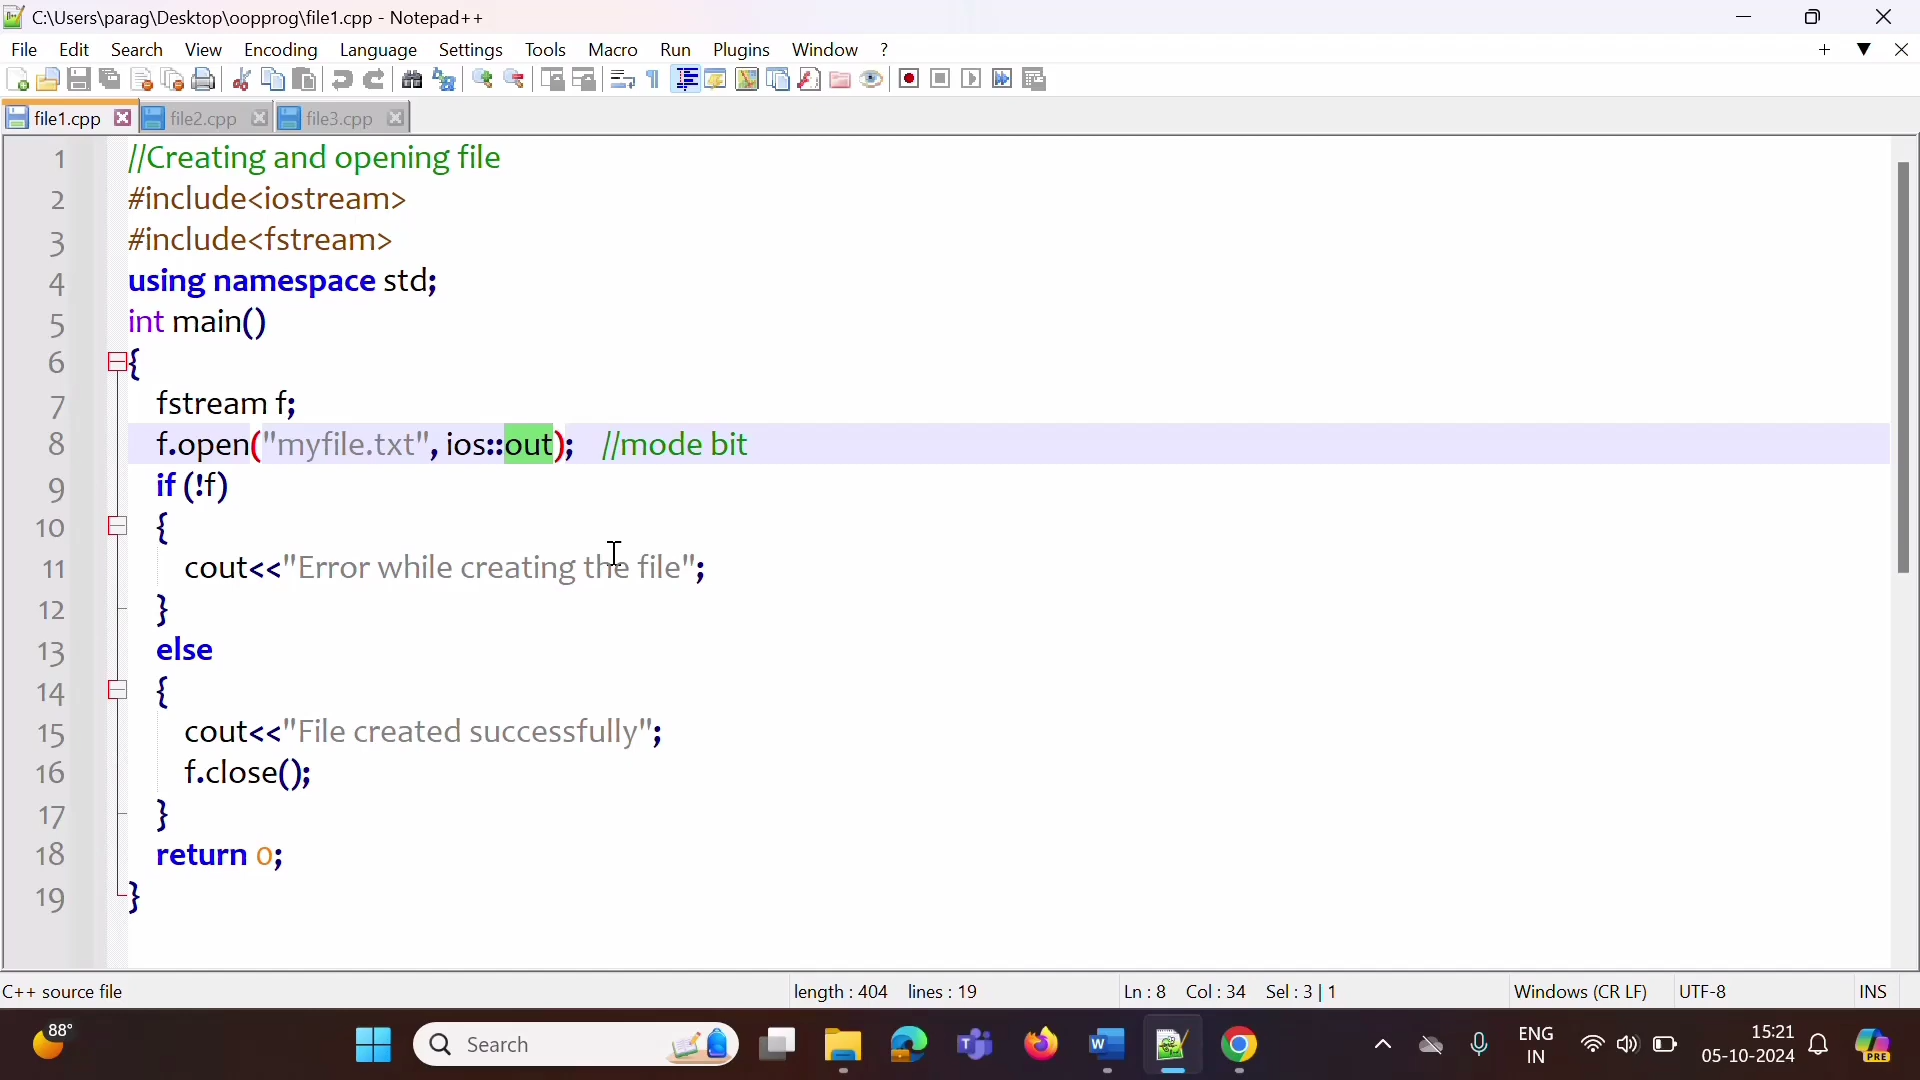 C:\Users\parag\Desktop\oopprog\file1.cpp - Notepad++
File Edit Search View Encoding Language Settings Tools Macro Run Plugins Window ?
file1.cpp file2.cpp file3.cpp
1 //Creating and opening file
2 #include<iostream>
3 #include<fstream>
4 using namespace std;
5 int main()
6 {
7 fstream f;
8 f.open("myfile.txt", ios::out); //mode bit
9 if (!f)
10 {
11 cout<<"Error while creating the file";
12 }
13 else
14 {
15 cout<<"File created successfully";
16 f.close();
17 }
18 return 0;
19 }
C++ source file length : 404 lines : 19 Ln : 8 Col : 34 Sel : 3 | 1 Windows (CR LF) UTF-8 INS
88° Search ENG 15:21
IN 05-10-2024 PRE